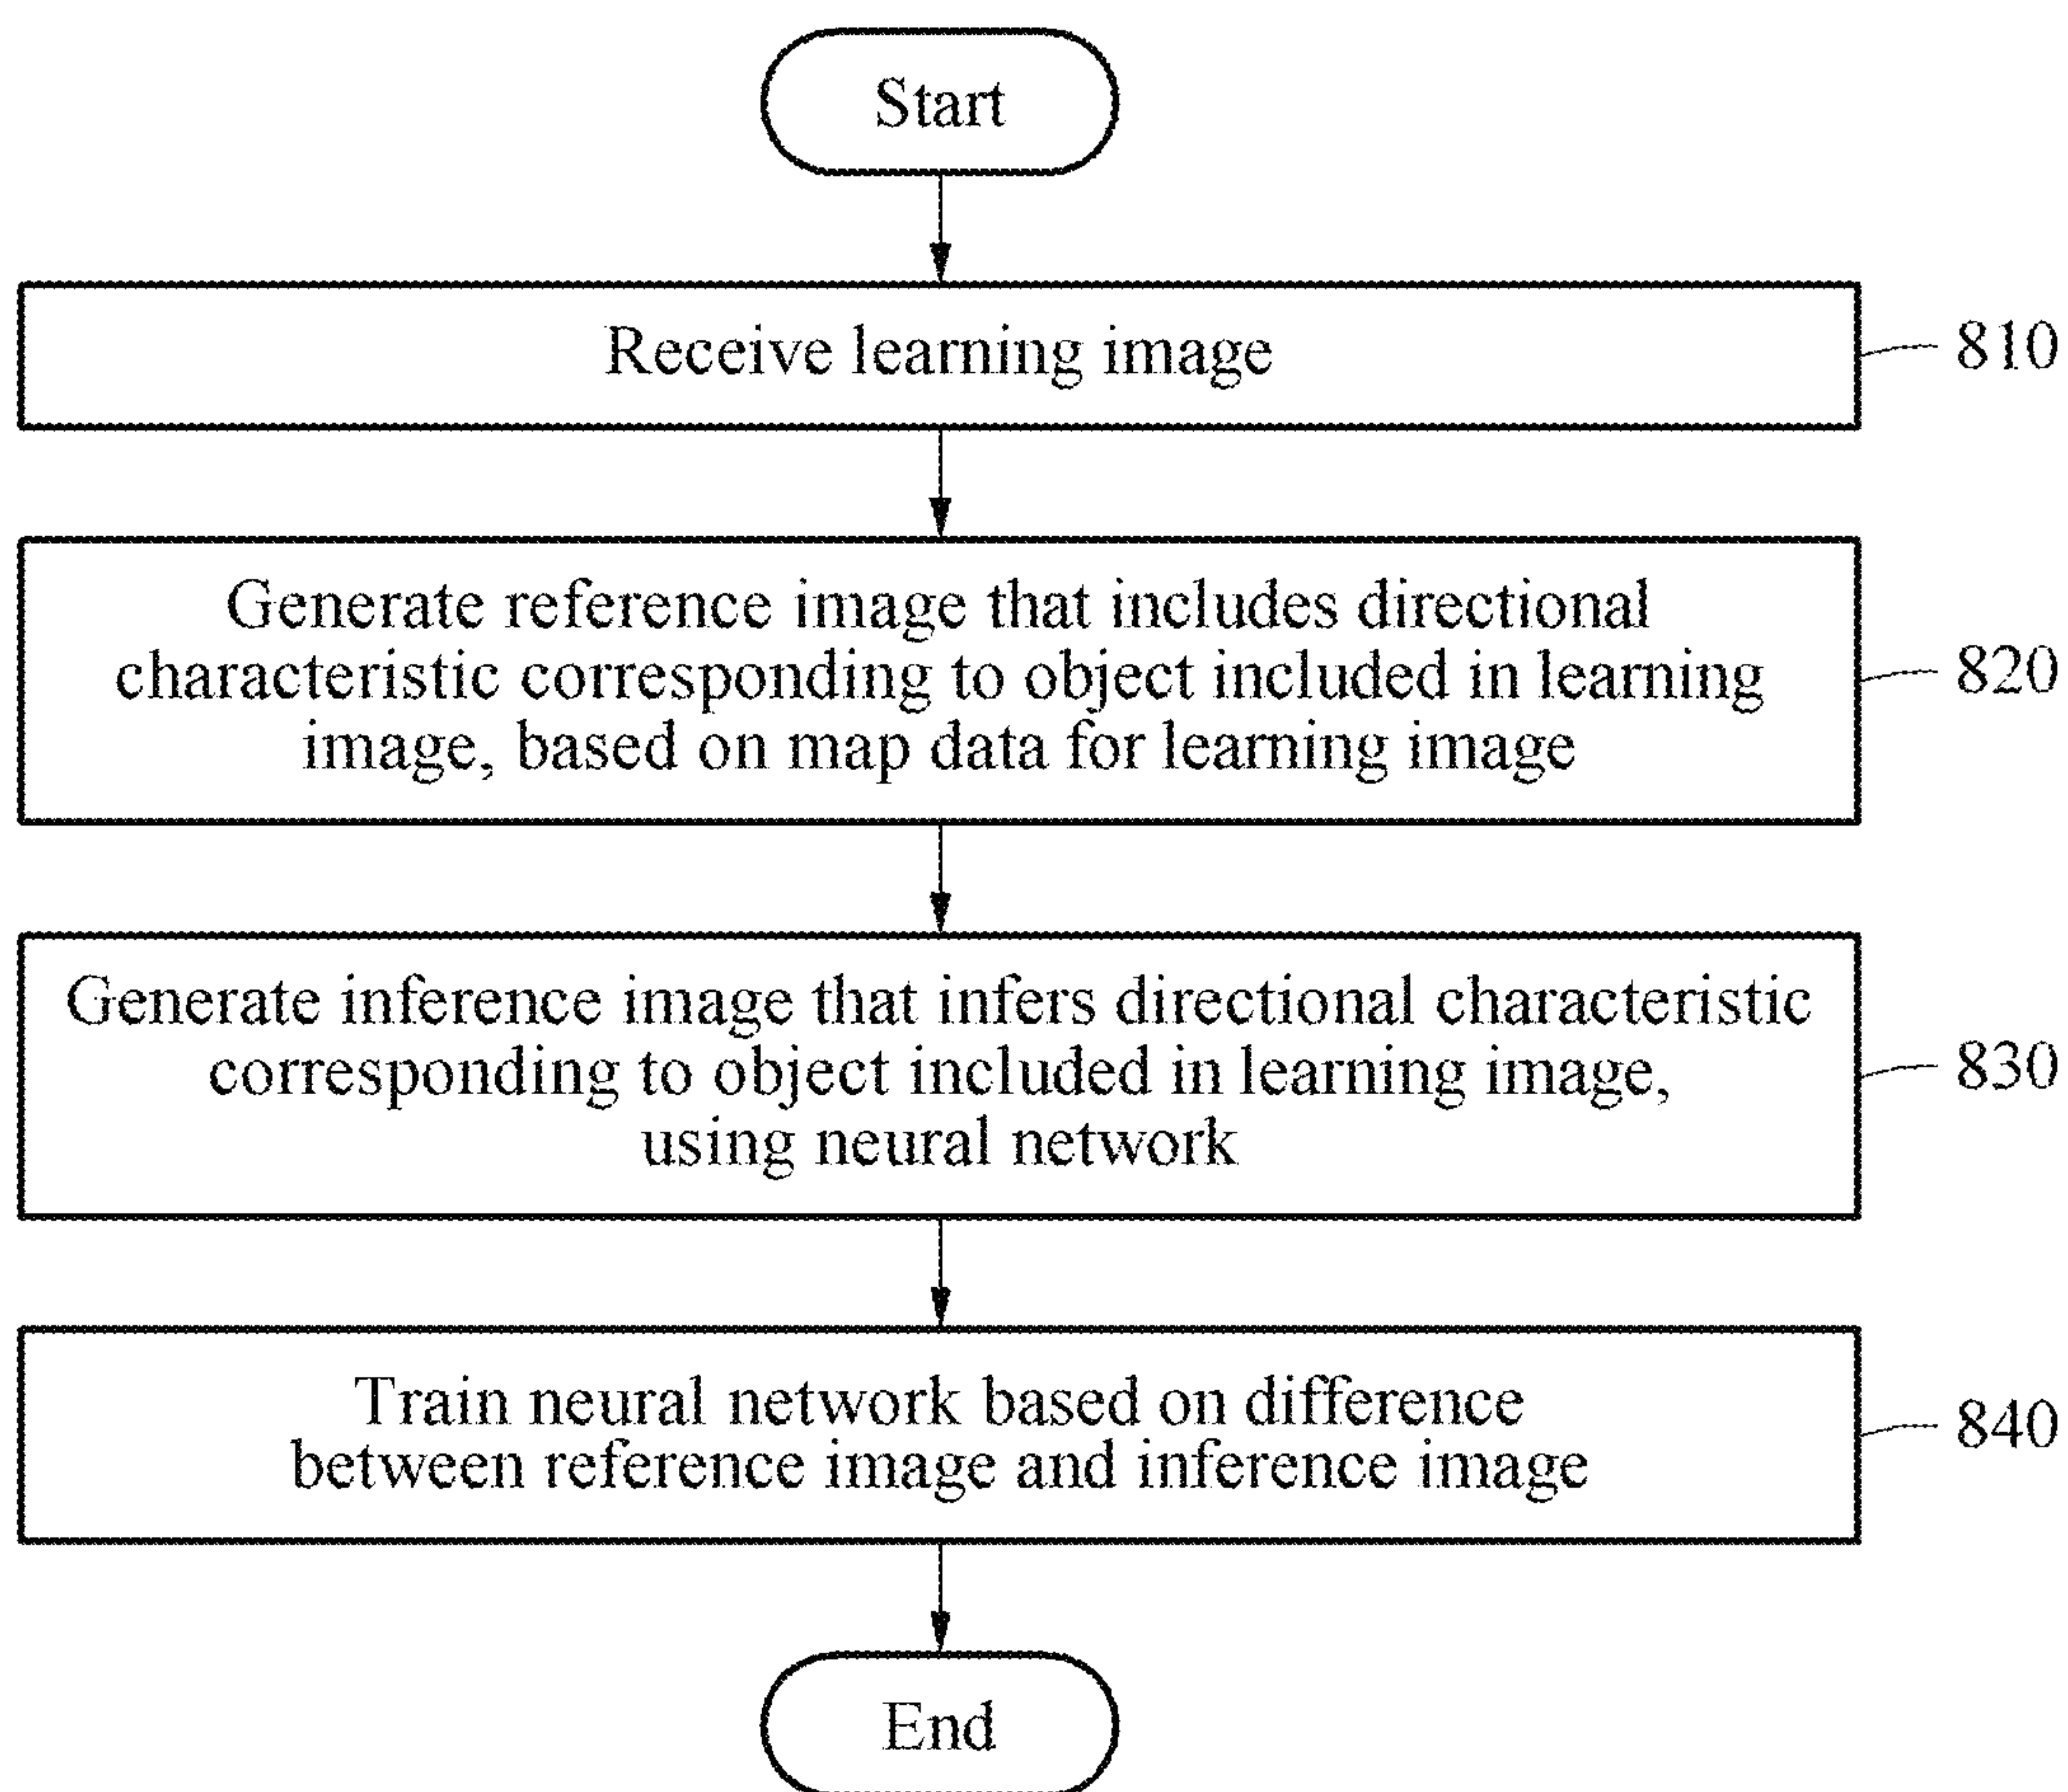 Start
Receive learning image
810
Generate reference image that includes directional
characteristic corresponding to object included in learning
image, based on map data for learning image
820
Generate inference image that infers directional characteristic
corresponding to object included in learning image,
using neural network
830
Train neural network based on difference
between reference image and inference image
840
End